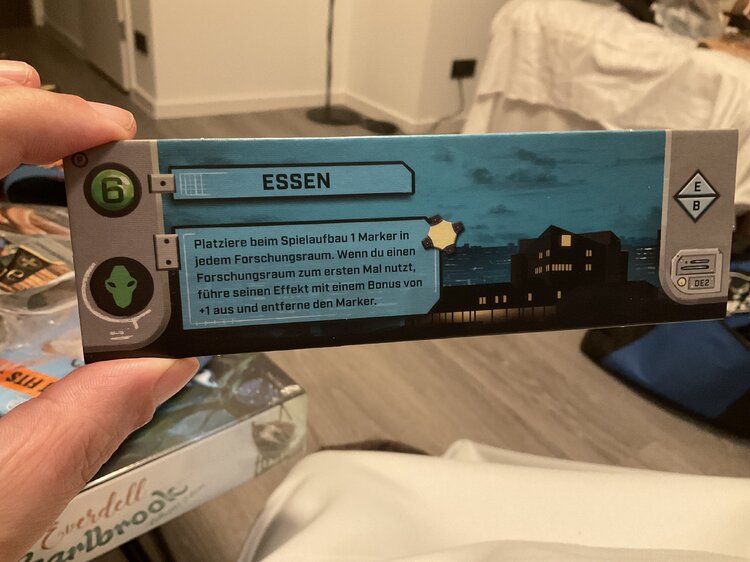 6
ESSEN
Platziere beim Spielaufbau 1 Marker in
jedem Forschungsraum. Wenn du einen
Forschungsraum zum ersten Mal nutzt,
führe seinen Effekt mit einem Bonus von
+1 aus und entferne den Marker.
E
B
DE2
Everdell